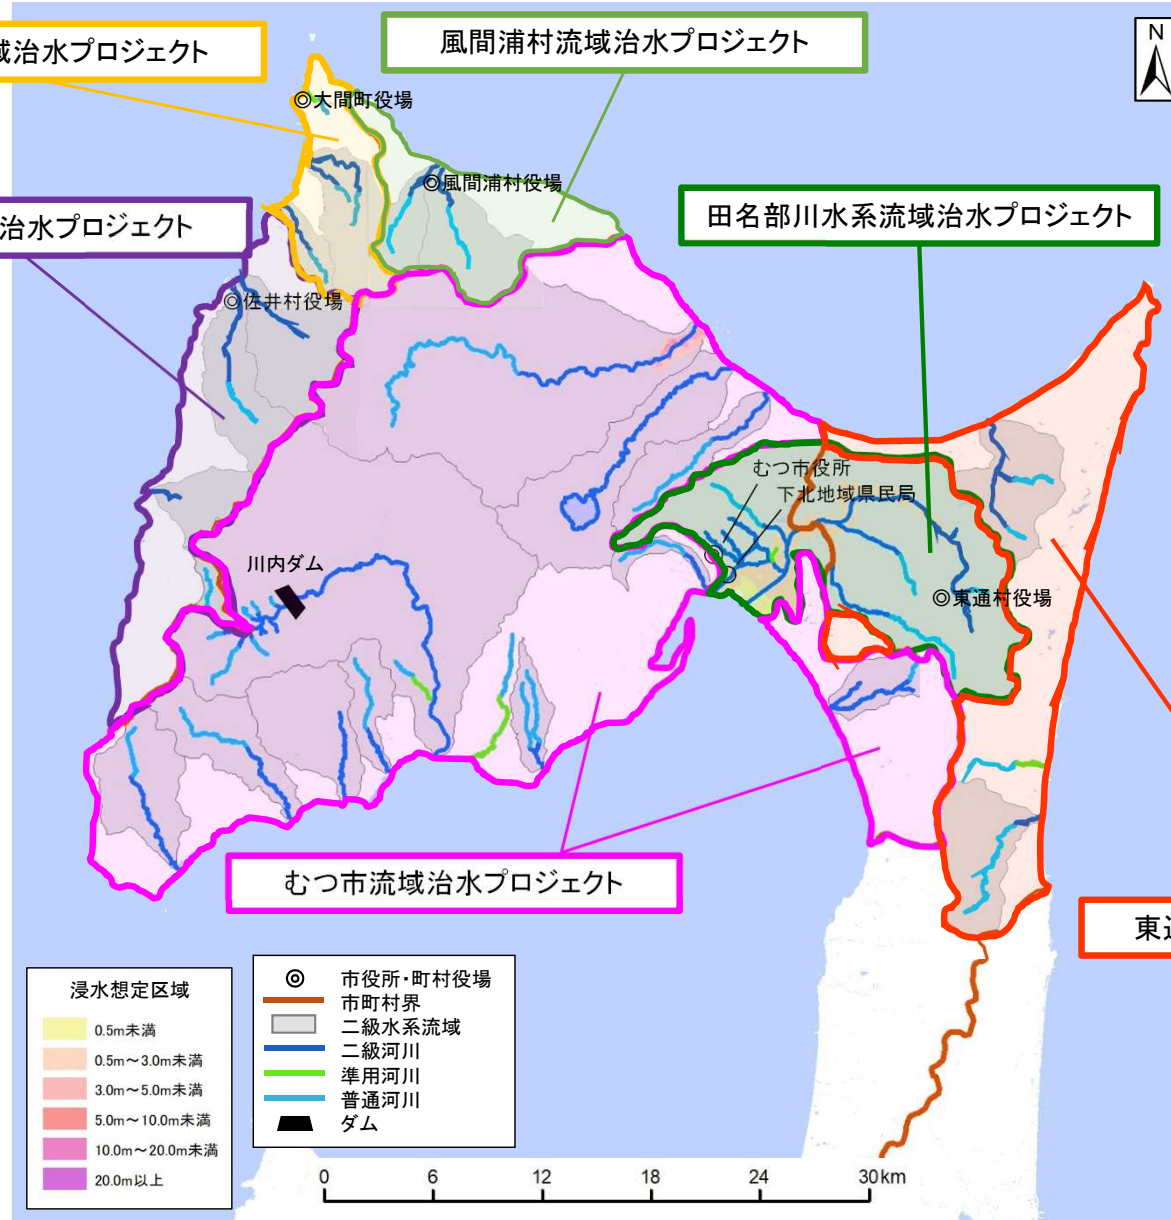 域治水プロジェクト
風間浦村流域治水プロジェクト
N
◎大間町役場
◎風間浦村役場
治水プロジェクト
田名部川水系流域治水プロジェクト
◎佐井村役場
むつ市役所
下北地域県民局
川内ダム
◎東通村役場
むつ市流域治水プロジェクト
東通
浸水想定区域
0.5m未満
0.5m～3.0m未満
3.0m～5.0m未満
5.0m～10.0m未満
10.0m～20.0m未満
20.0m以上
◎ 市役所・町村役場
市町村界
二級水系流域
二級河川
準用河川
普通河川
ダム
0 6 12 18 24 30km